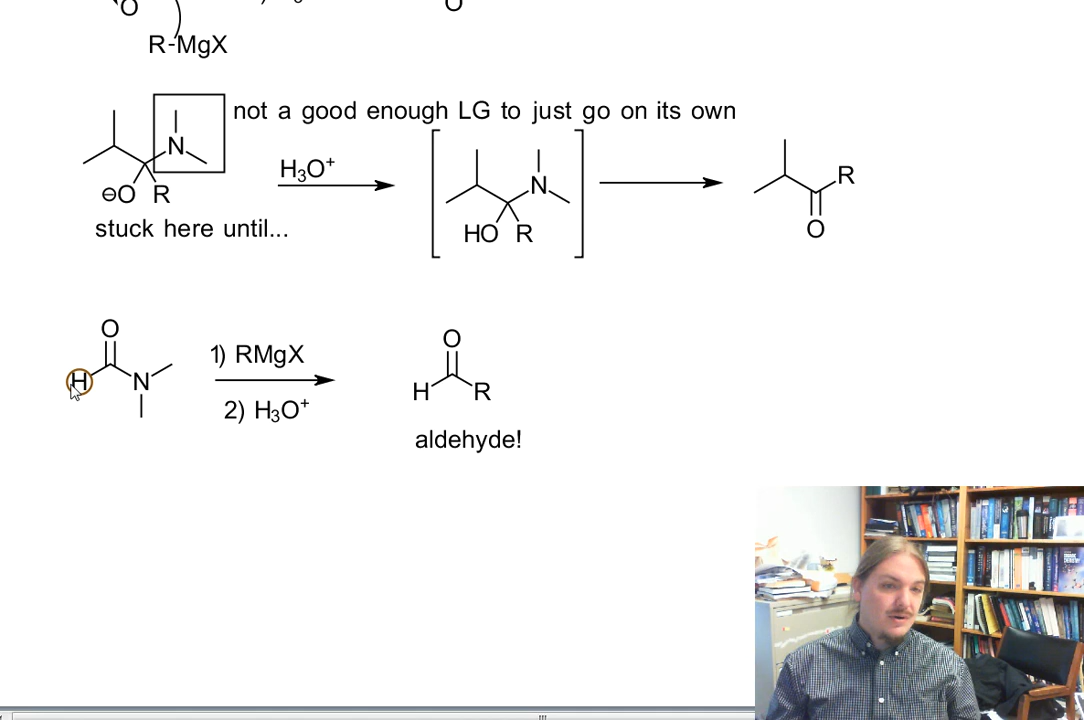 O
O
R-MgX
not a good enough LG to just go on its own
N
H₃O⁺
N
R
⊖O R
HO R
O
stuck here until...
O
O
1) RMgX
H
N
H
R
2) H₃O⁺
aldehyde!